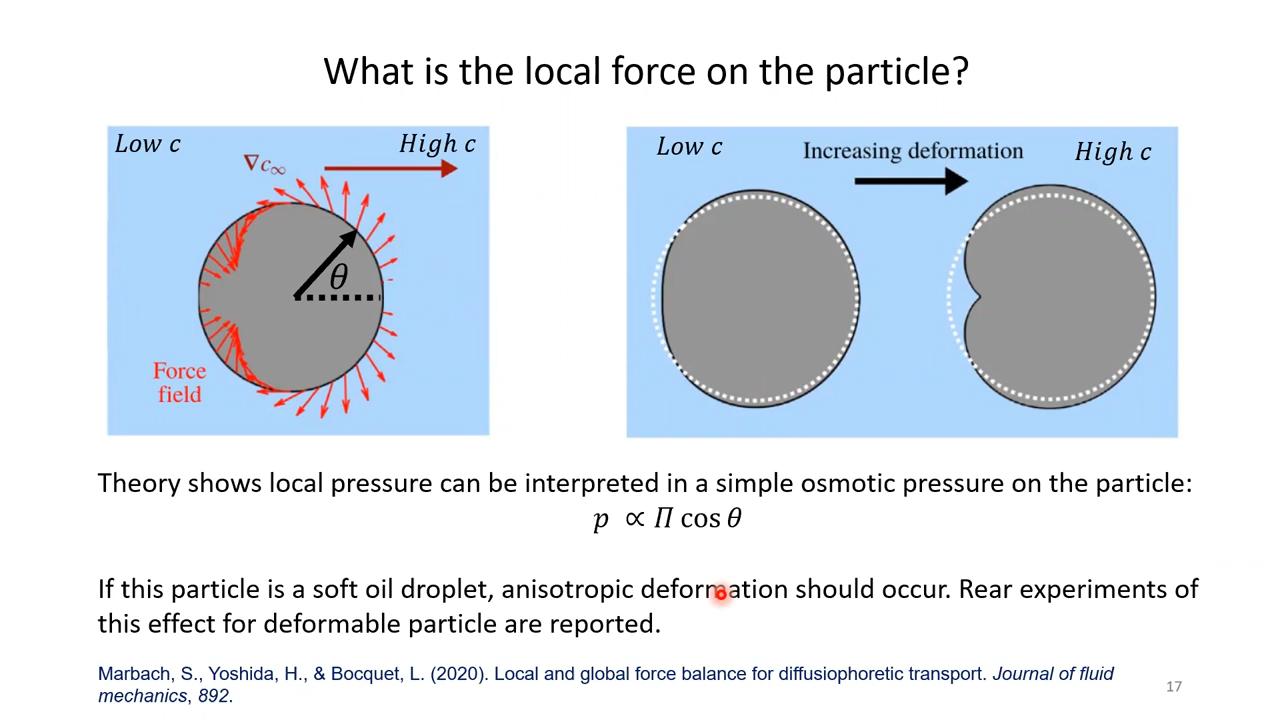 What is the local force on the particle?
Low c
High c
∇c∞
θ
Force
field
Low c
Increasing deformation
High c
Theory shows local pressure can be interpreted in a simple osmotic pressure on the particle:
p ∝ Π cos θ
If this particle is a soft oil droplet, anisotropic deformation should occur. Rear experiments of
this effect for deformable particle are reported.
Marbach, S., Yoshida, H., & Bocquet, L. (2020). Local and global force balance for diffusiophoretic transport. Journal of fluid
mechanics, 892.
17